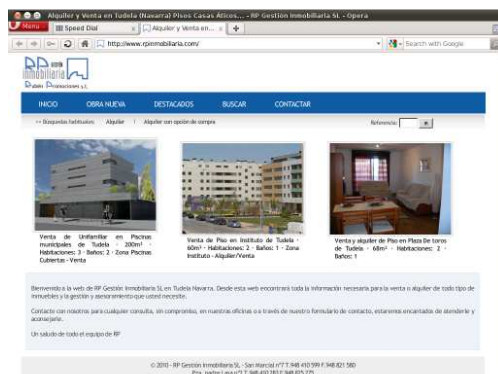 Alquiler y Venta en Tudela (Navarra) Pisos Casas Áticos... - RP Gestión Inmobiliaria SL - Opera
Menu
Speed Dial
Alquiler y Venta en...
http://www.rpinmobiliaria.com/
Search with Google
RP
inmobiliaria
INICIO
OBRA NUEVA
DESTACADOS
BUSCAR
CONTACTAR
Búsquedas habituales:
Alquiler
Alquiler con opción de compra
Referencia:
Venta de Unifamiliar en Piscinas
municipales de Tudela - 200m² -
Habitaciones: 3 - Baños: 2 - Zona Piscinas
Cubiertas - Venta
Venta de Piso en Instituto de Tudela -
60m² - Habitaciones: 2 - Baños: 1 - Zona
Instituto - Alquiler/Venta
Venta y alquiler de Piso en Plaza De toros
de Tudela - 68m² - Habitaciones: 2 -
Baños: 1
Bienvenido a la web de RP Gestión Inmobiliaria SL en Tudela Navarra. Desde esta web encontrará toda la información necesaria para la venta o alquiler de todo tipo de
inmuebles y la gestión y asesoramiento que usted necesite.
Contacte con nosotros para cualquier consulta, sin compromiso, en nuestras oficinas o a través de nuestro formulario de contacto, estaremos encantados de atenderle y
aconsejarle.
Un saludo de todo el equipo de RP
© 2010 - RP Gestión Inmobiliaria SL - San Marcial nº7 T.948 410 599 F.948 821 580